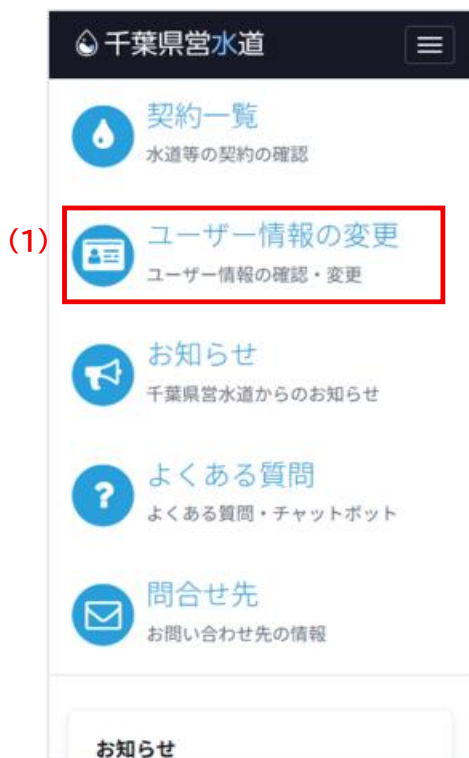 千葉県営水道
契約一覧
水道等の契約の確認
(1)
ユーザー情報の変更
ユーザー情報の確認・変更
お知らせ
千葉県営水道からのお知らせ
よくある質問
よくある質問・チャットボット
問合せ先
お問い合わせ先の情報
お知らせ